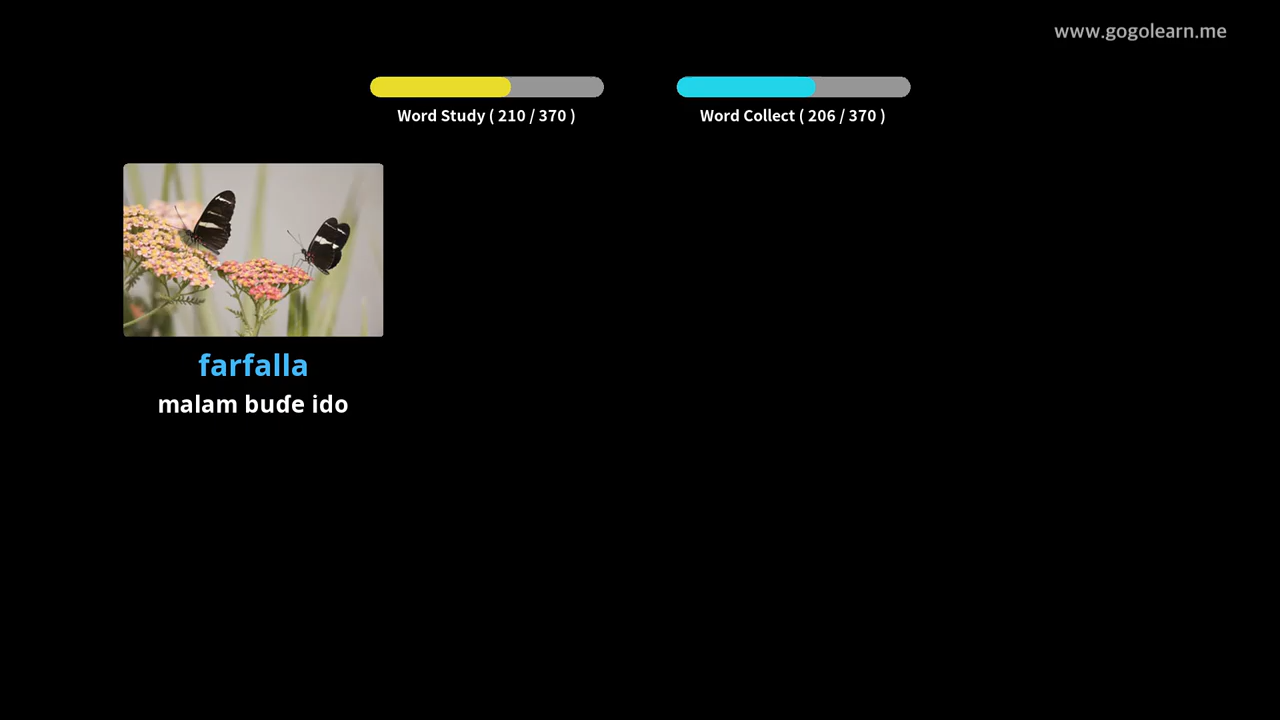 www.gogolearn.me
Word Study ( 210 / 370 )
Word Collect ( 206 / 370 )
farfalla
malam buɗe ido